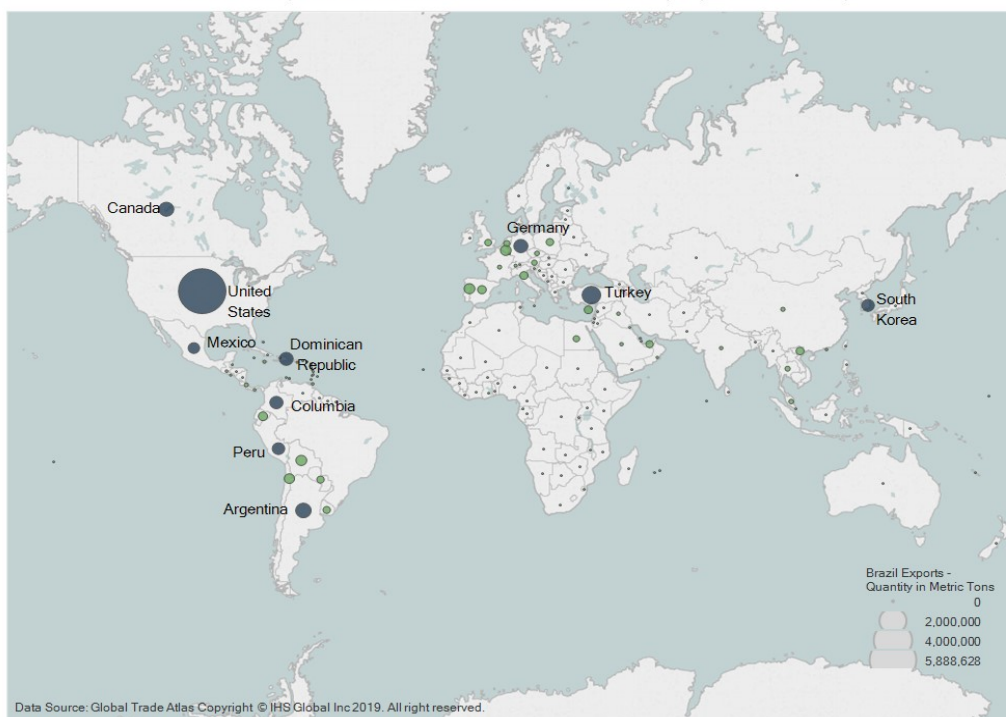 Canada
Germany
United
States
Turkey
South
Korea
Mexico
Dominican
Republic
Columbia
Peru
Argentina
Brazil Exports -
Quantity in Metric Tons
0
2,000,000
4,000,000
5,888,628
Data Source: Global Trade Atlas Copyright © IHS Global Inc 2019. All right reserved.